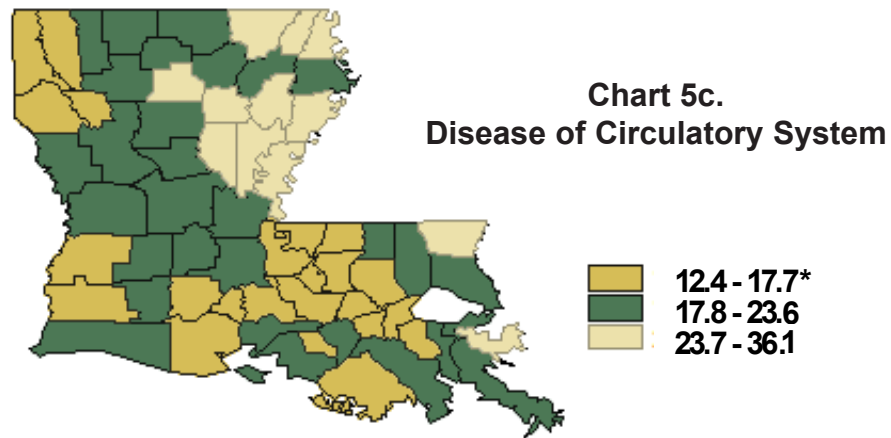 Chart 5c.
Disease of Circulatory System
12.4 - 17.7*
17.8 - 23.6
23.7 - 36.1